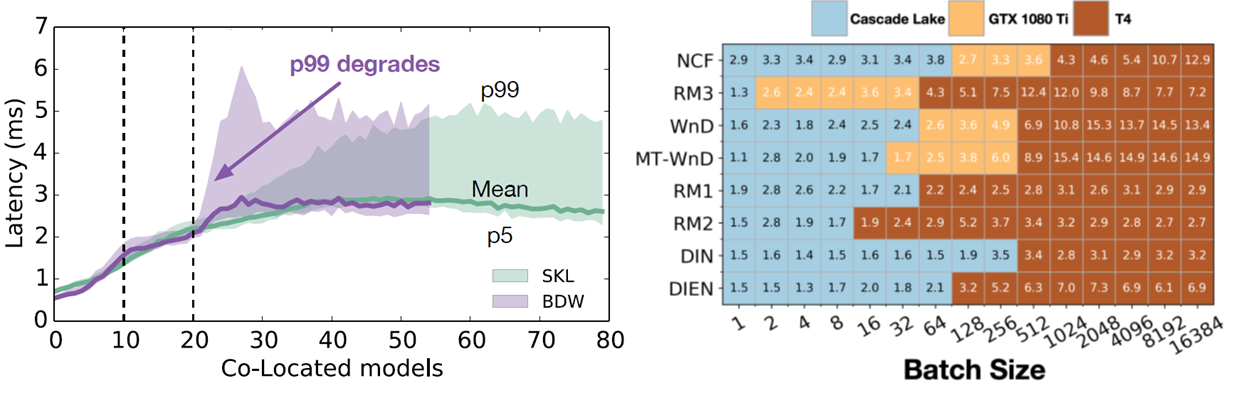 7
6
5
4
3
2
1
0
Latency (ms)
p99 degrades
p99
Mean
p5
SKL
BDW
0 10 20 30 40 50 60 70 80
Co-Located models
Cascade Lake GTX 1080 Ti T4
NCF 2.9 3.3 3.4 2.9 3.1 3.4 3.8 2.7 3.3 3.6 4.3 4.6 5.4 10.7 12.9
RM3 1.3 2.6 2.4 2.4 3.6 3.4 4.3 5.1 7.5 12.4 12.0 9.8 8.7 7.7 7.2
WnD 1.6 2.3 1.8 2.4 2.5 2.4 2.6 3.6 4.9 6.9 10.8 15.3 13.7 14.5 13.4
MT-WnD 1.1 2.8 2.0 1.9 1.7 1.7 2.5 3.8 6.0 8.9 15.4 14.6 14.9 14.6 14.9
RM1 1.9 2.8 2.6 2.2 1.7 2.1 2.2 2.4 2.5 2.8 3.1 2.6 3.1 2.9 2.9
RM2 1.5 2.8 1.9 1.7 1.9 2.4 2.9 5.2 3.7 3.4 3.2 2.9 2.8 2.7 2.7
DIN 1.5 1.6 1.4 1.5 1.6 1.6 1.5 1.9 3.5 3.4 2.8 3.1 2.9 3.2 3.2
DIEN 1.5 1.5 1.3 1.7 2.0 1.8 2.1 3.2 5.2 6.3 7.0 7.3 6.9 6.1 6.9
1 2 4 8 16 32 64 128 256 512 1024 2048 4096 8192 16384
Batch Size